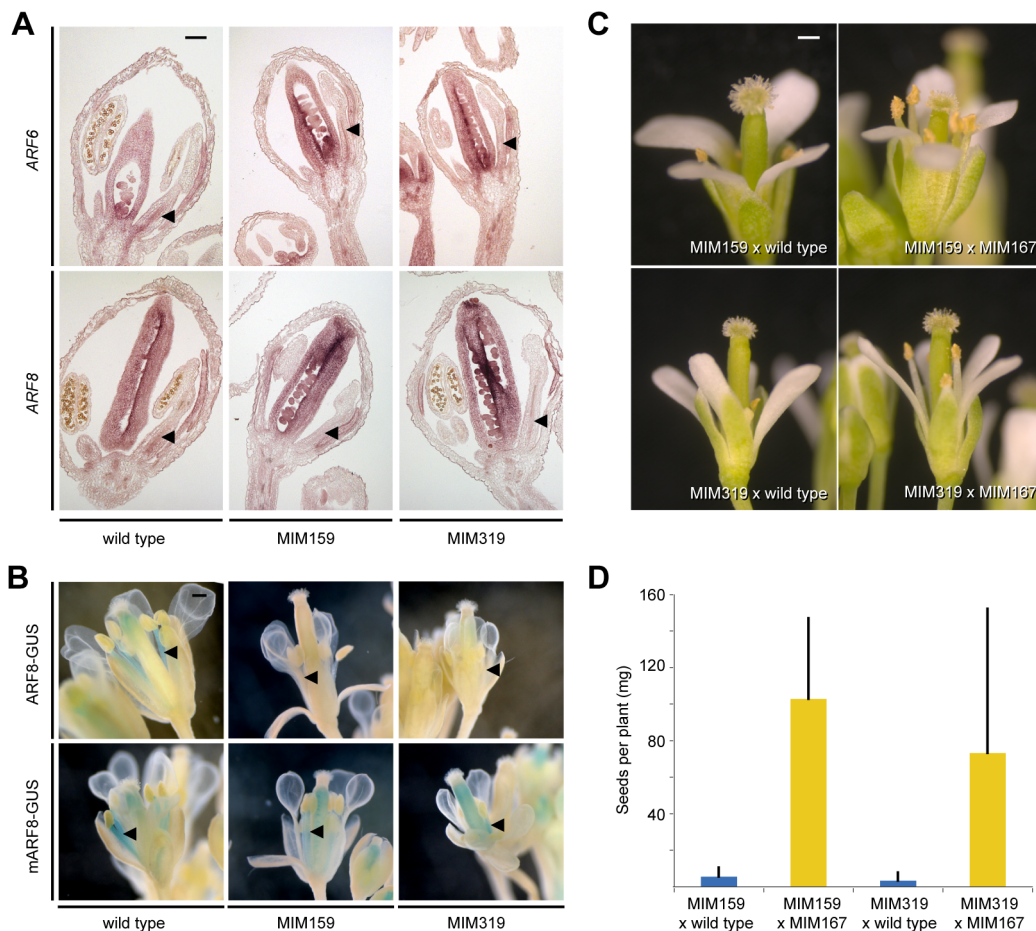 A
ARF6
ARF8
wild type
MIM159
MIM319
B
ARF8-GUS
mARF8-GUS
wild type
MIM159
MIM319
C
MIM159 x wild type
MIM159 x MIM167
MIM319 x wild type
MIM319 x MIM167
D
Seeds per plant (mg)
160
120
80
40
MIM159
x wild type
MIM159
x MIM167
MIM319
x wild type
MIM319
x MIM167